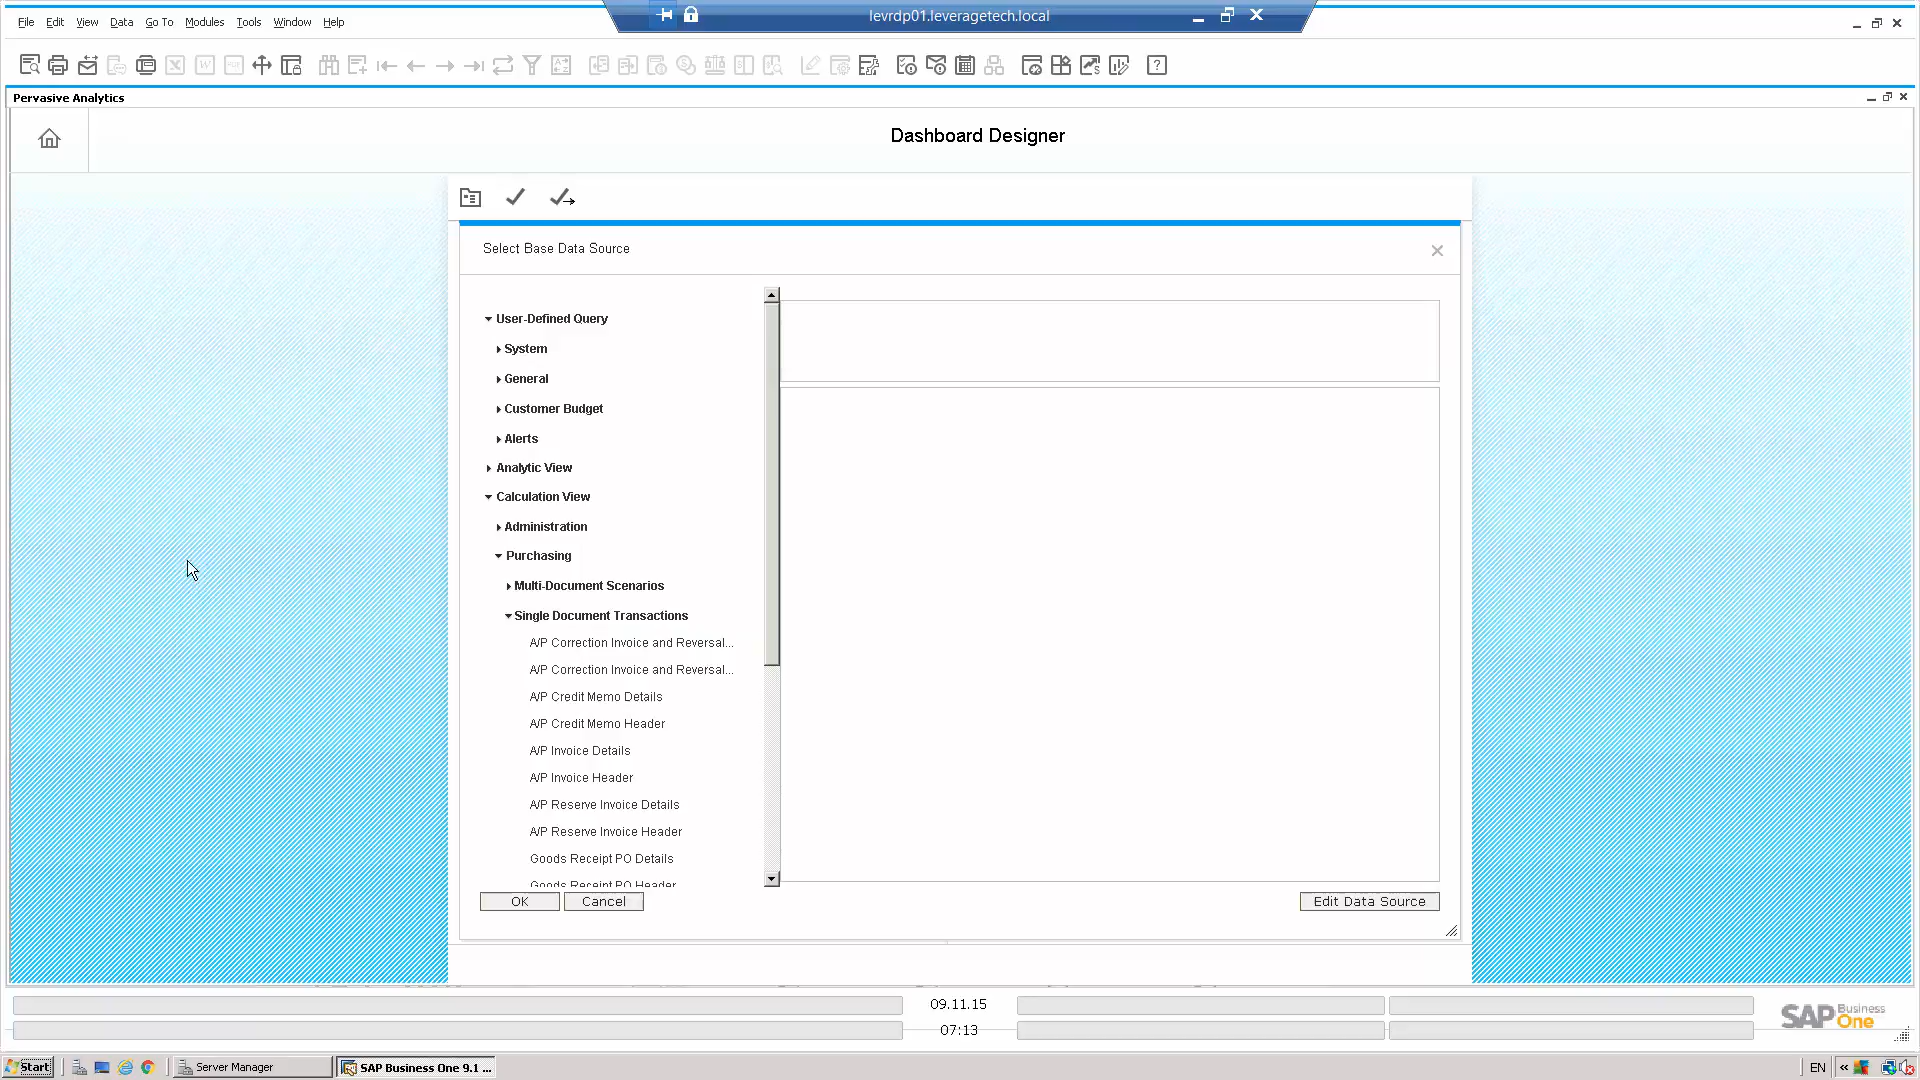 File Edit View Data Go To Modules Tools Window Help
levrdp01.leveragetech.local
Pervasive Analytics
Dashboard Designer
Select Base Data Source
User-Defined Query
System
General
Customer Budget
Alerts
Analytic View
Calculation View
Administration
Purchasing
Multi-Document Scenarios
Single Document Transactions
A/P Correction Invoice and Reversal...
A/P Correction Invoice and Reversal...
A/P Credit Memo Details
A/P Credit Memo Header
A/P Invoice Details
A/P Invoice Header
A/P Reserve Invoice Details
A/P Reserve Invoice Header
Goods Receipt PO Details
Goods Receipt PO Header
OK Cancel Edit Data Source
09.11.15
07:13
SAP Business One
Start Server Manager SAP Business One 9.1 ... EN